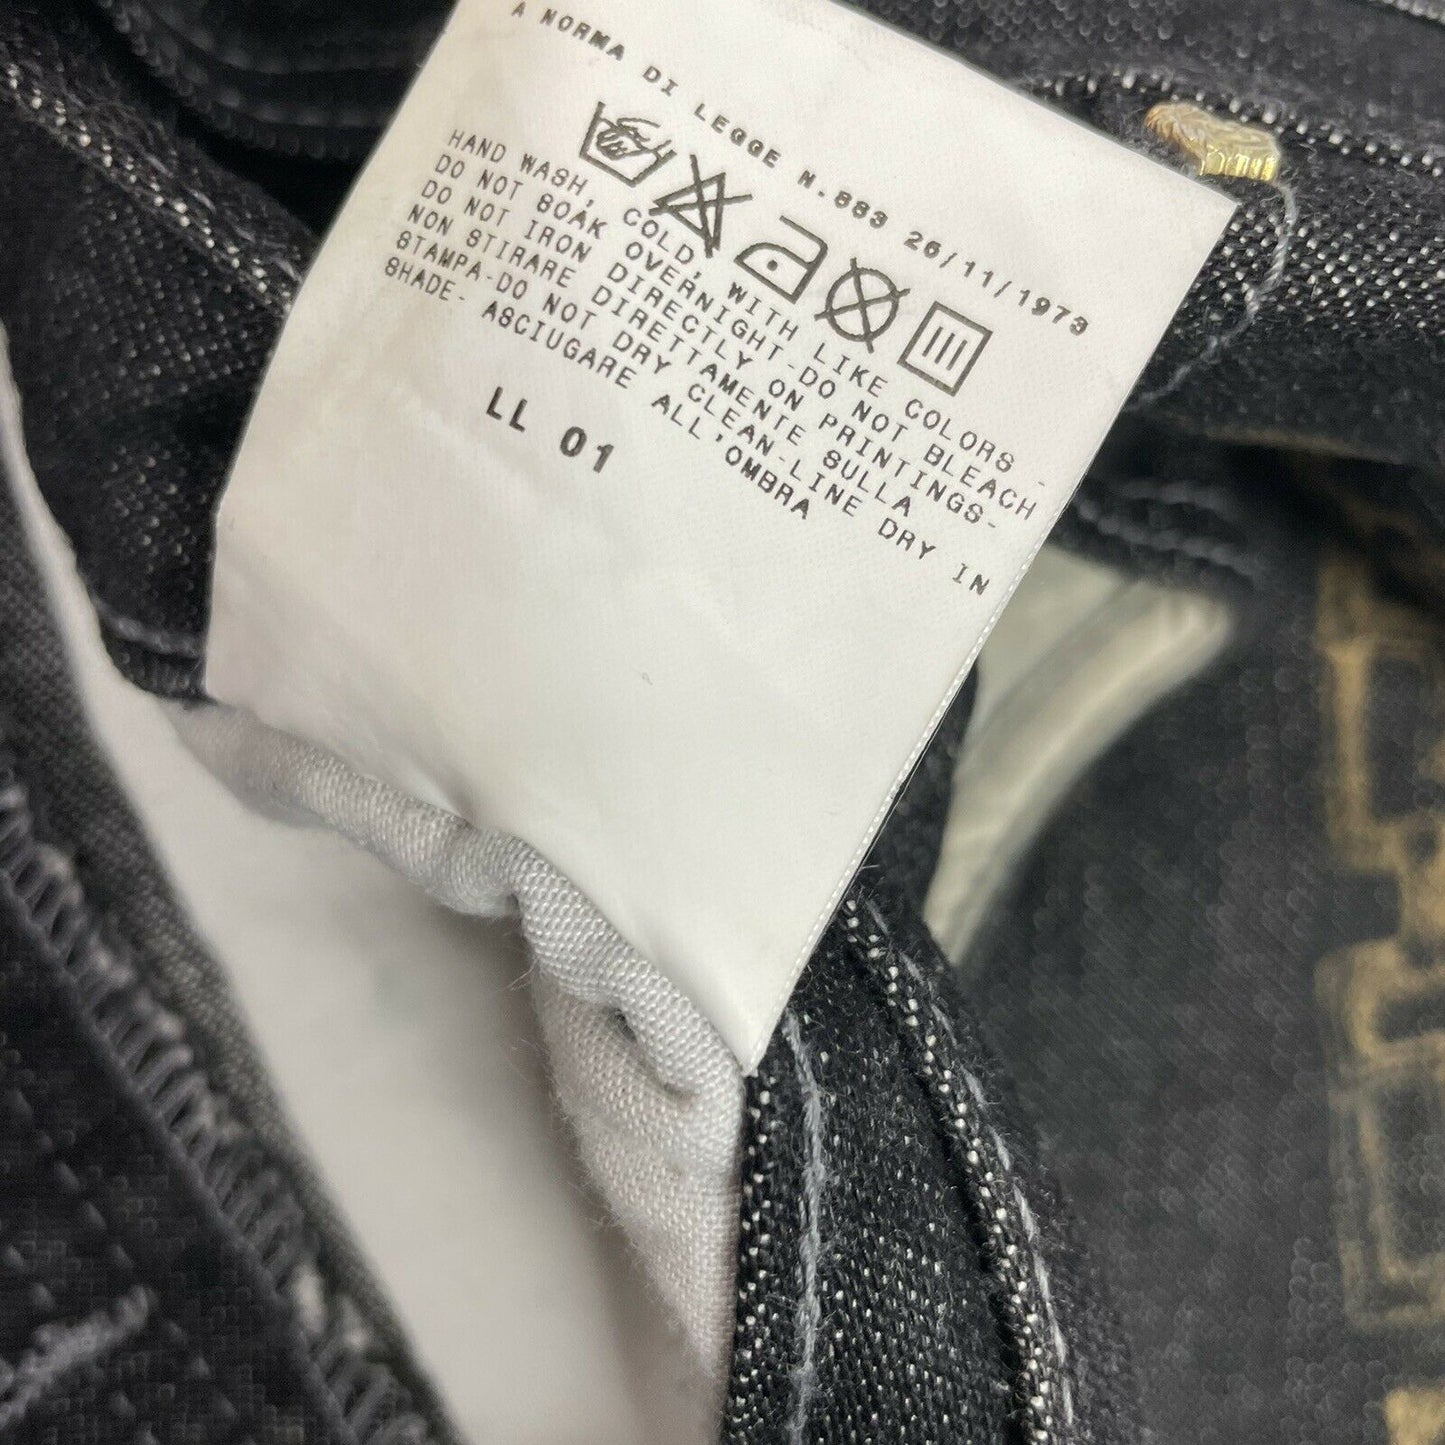 A NORMA DI LEGGE N.883 26/11/1973
HAND WASH, COLD, WITH LIKE COLORS -
DO NOT SOAK OVERNIGHT-DO NOT BLEACH
DO NOT IRON DIRECTLY ON PRINTINGS-
NON STIRARE DIRETTAMENTE SULLA
STAMPA-DO NOT DRY CLEAN-LINE DRY IN
SHADE- ASCIUGARE ALL'OMBRA
LL 01